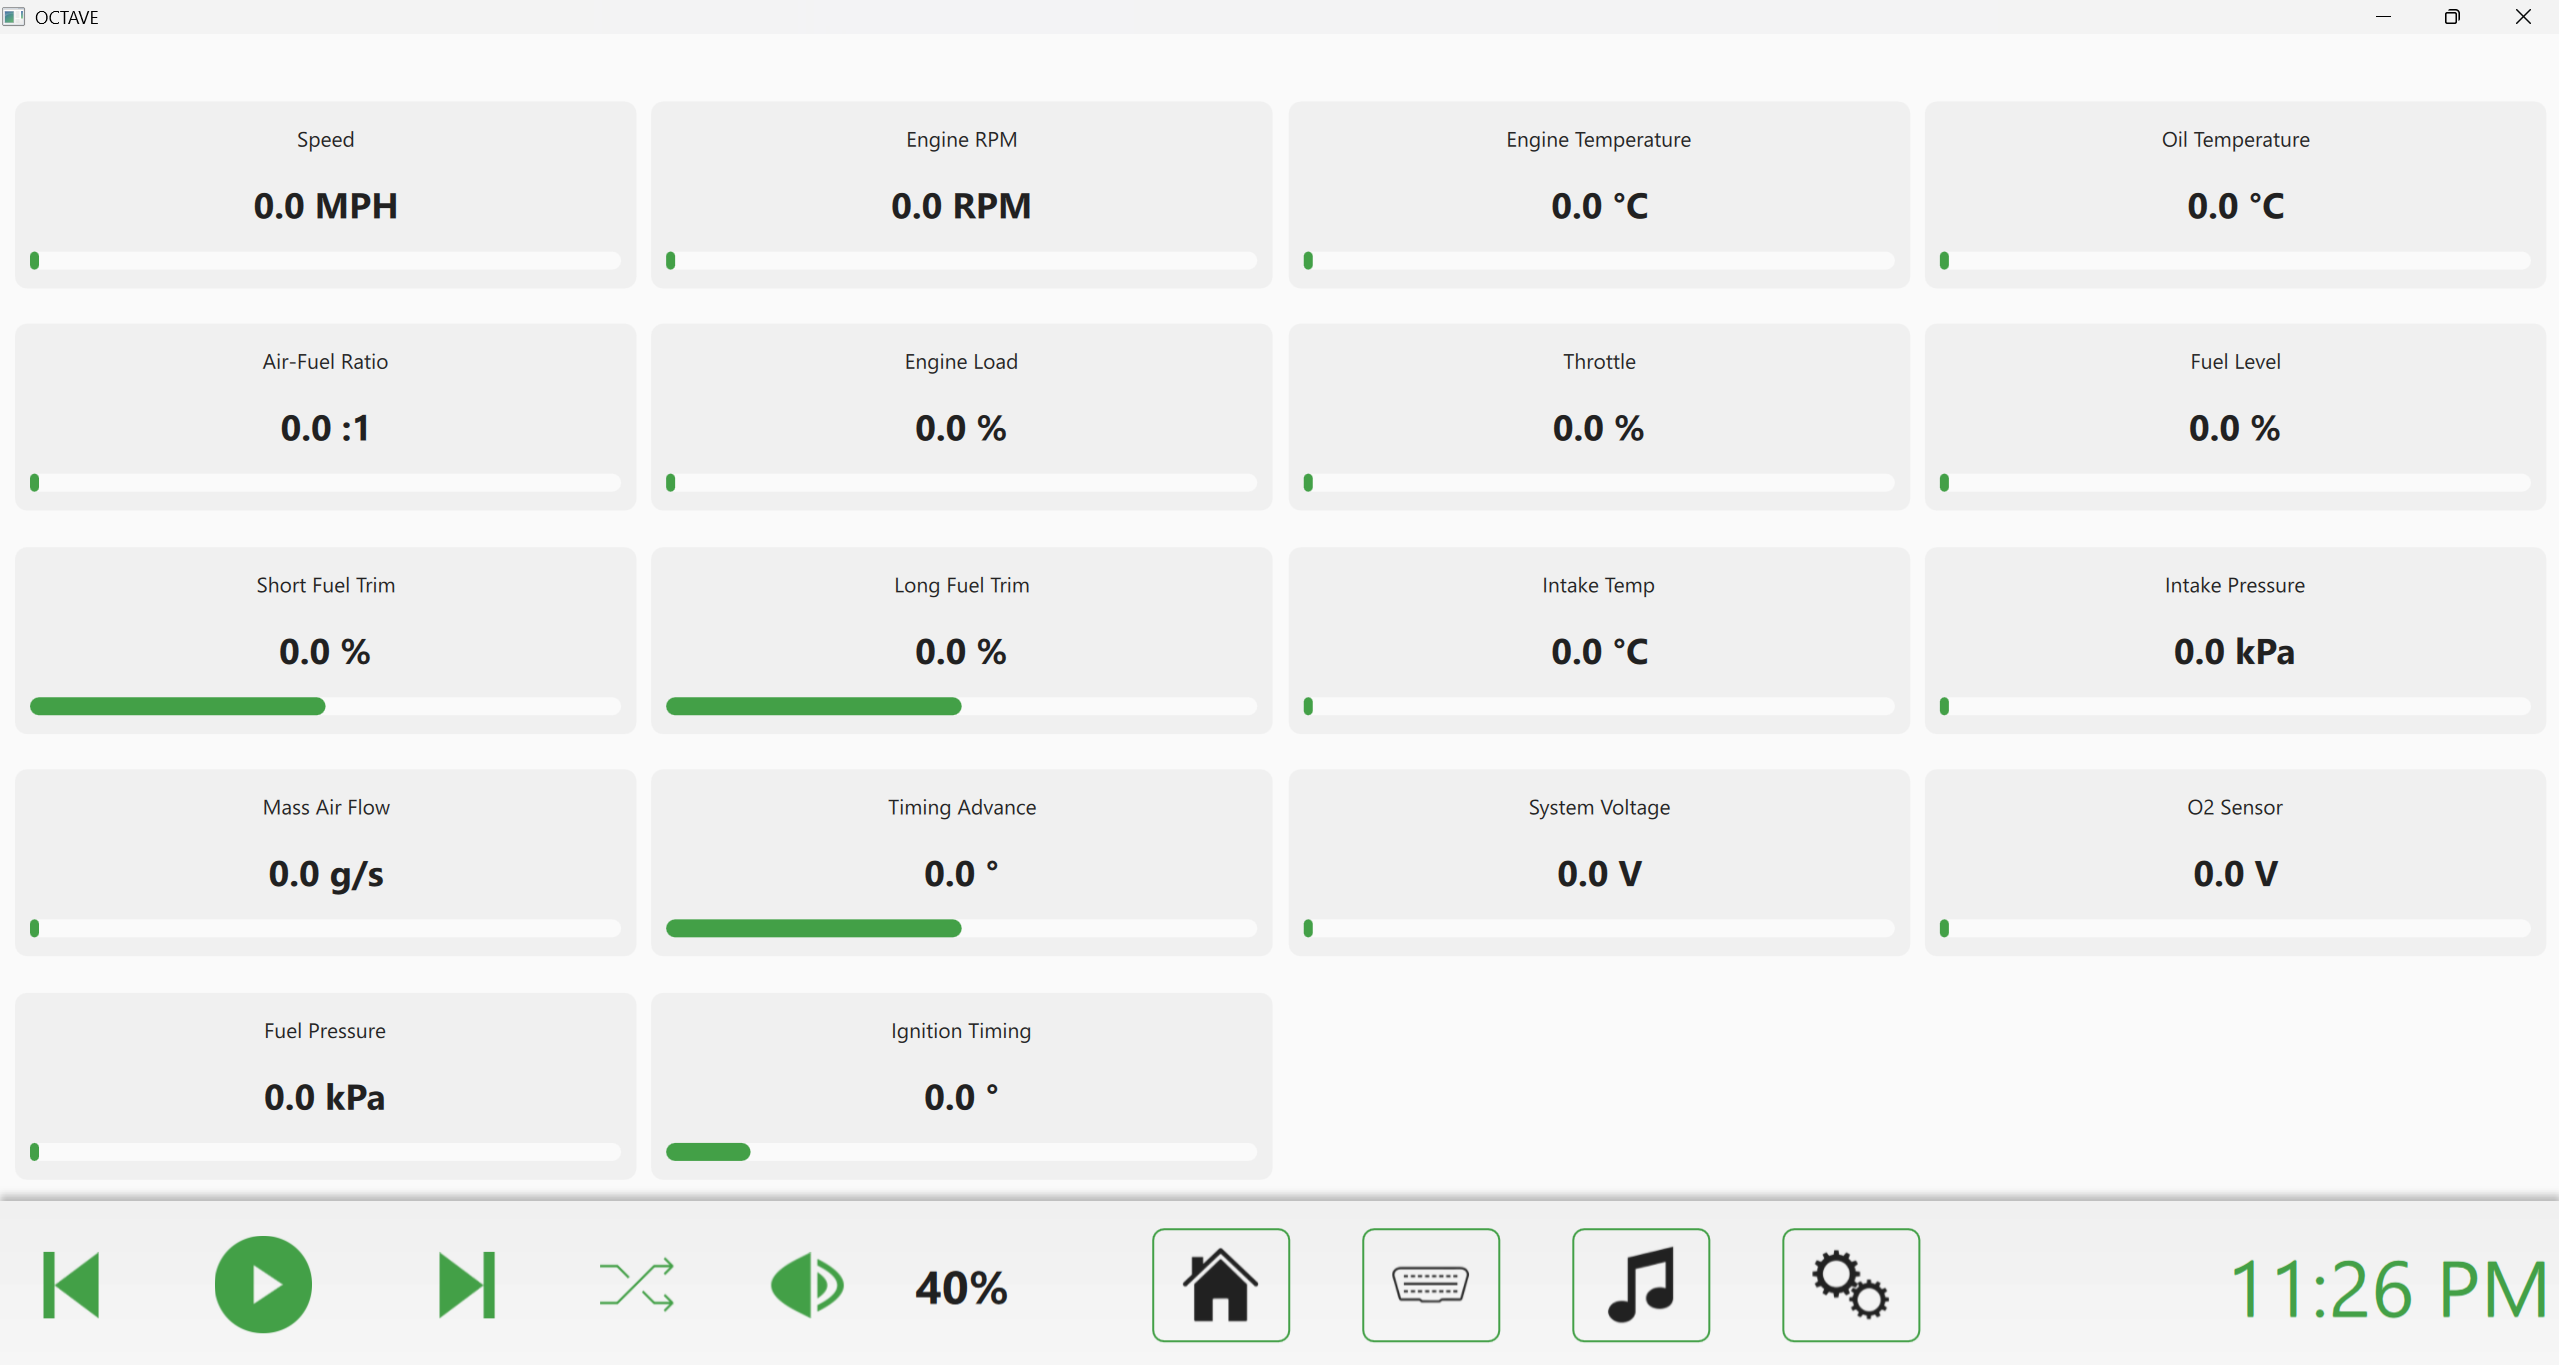 OCTAVE
Speed
0.0 MPH
Engine RPM
0.0 RPM
Engine Temperature
0.0 °C
Oil Temperature
0.0 °C
Air-Fuel Ratio
0.0 :1
Engine Load
0.0 %
Throttle
0.0 %
Fuel Level
0.0 %
Short Fuel Trim
0.0 %
Long Fuel Trim
0.0 %
Intake Temp
0.0 °C
Intake Pressure
0.0 kPa
Mass Air Flow
0.0 g/s
Timing Advance
0.0 °
System Voltage
0.0 V
O2 Sensor
0.0 V
Fuel Pressure
0.0 kPa
Ignition Timing
0.0 °
40%
11:26 PM